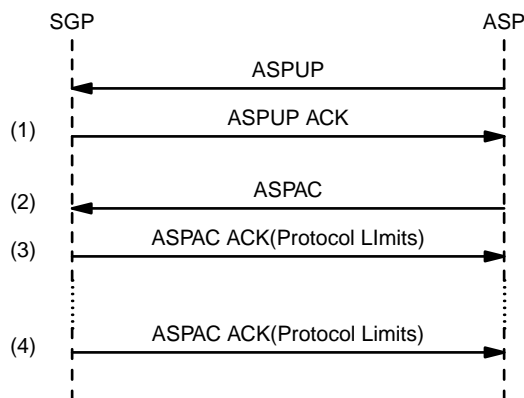 SGP ASP
ASPUP
(1) ASPUP ACK
(2) ASPAC
(3) ASPAC ACK(Protocol LImits)
(4) ASPAC ACK(Protocol Limits)